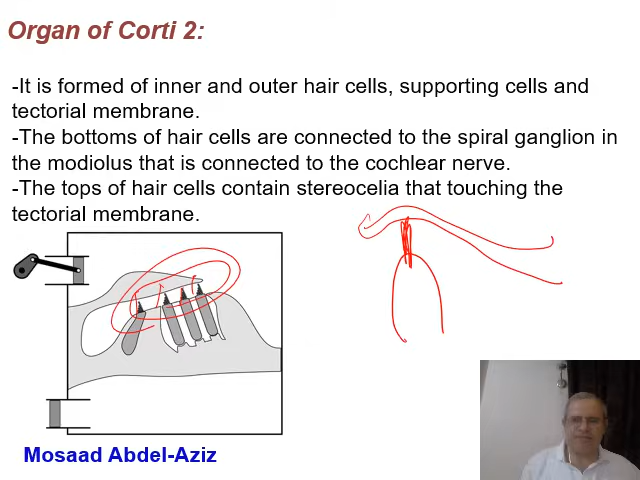 Organ of Corti 2:
-It is formed of inner and outer hair cells, supporting cells and
tectorial membrane.
-The bottoms of hair cells are connected to the spiral ganglion in
the modiolus that is connected to the cochlear nerve.
-The tops of hair cells contain stereocelia that touching the
tectorial membrane.
Mosaad Abdel-Aziz